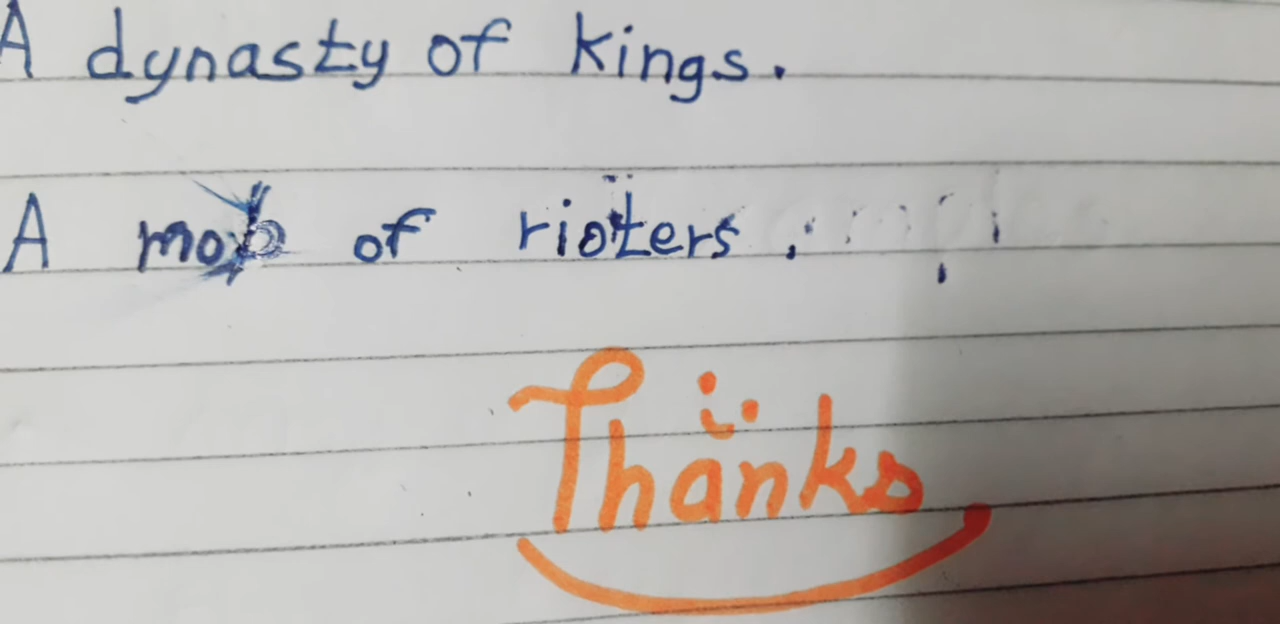 A dynasty of kings.
A mob of rioters.
Thanks